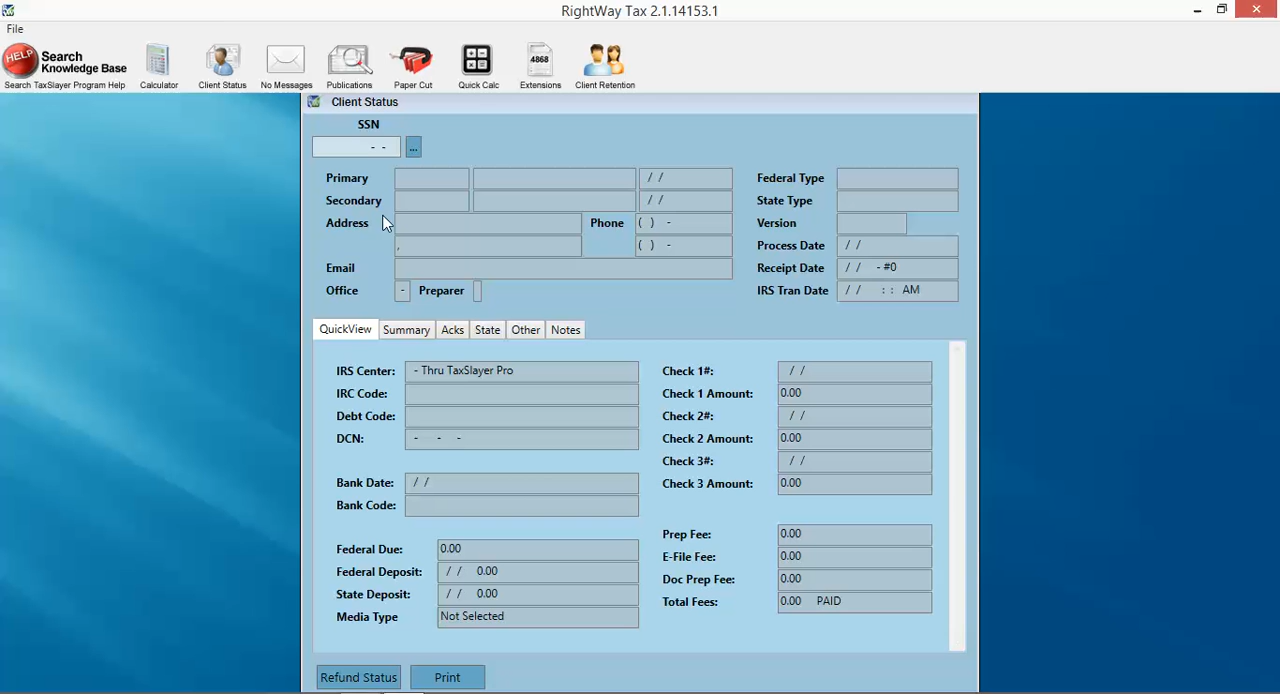 RightWay Tax 2.1.14153.1
File
HELP Search Knowledge Base
4868
Search TaxSlayer Program Help Calculator Client Status No Messages Publications Paper Cut Quick Calc Extensions Client Retention
Client Status
SSN
- - ...
Primary / / Federal Type
Secondary / / State Type
Address Phone ( ) - Version
, ( ) - Process Date / /
Email Receipt Date / / - #0
Office - Preparer IRS Tran Date / / : : AM
QuickView Summary Acks State Other Notes
IRS Center: - Thru TaxSlayer Pro Check 1#: / /
IRC Code: Check 1 Amount: 0.00
Debt Code: Check 2#: / /
DCN: - - - Check 2 Amount: 0.00
Check 3#: / /
Bank Date: / / Check 3 Amount: 0.00
Bank Code:
Prep Fee: 0.00
Federal Due: 0.00 E-File Fee: 0.00
Federal Deposit: / / 0.00 Doc Prep Fee: 0.00
State Deposit: / / 0.00 Total Fees: 0.00 PAID
Media Type Not Selected
Refund Status Print